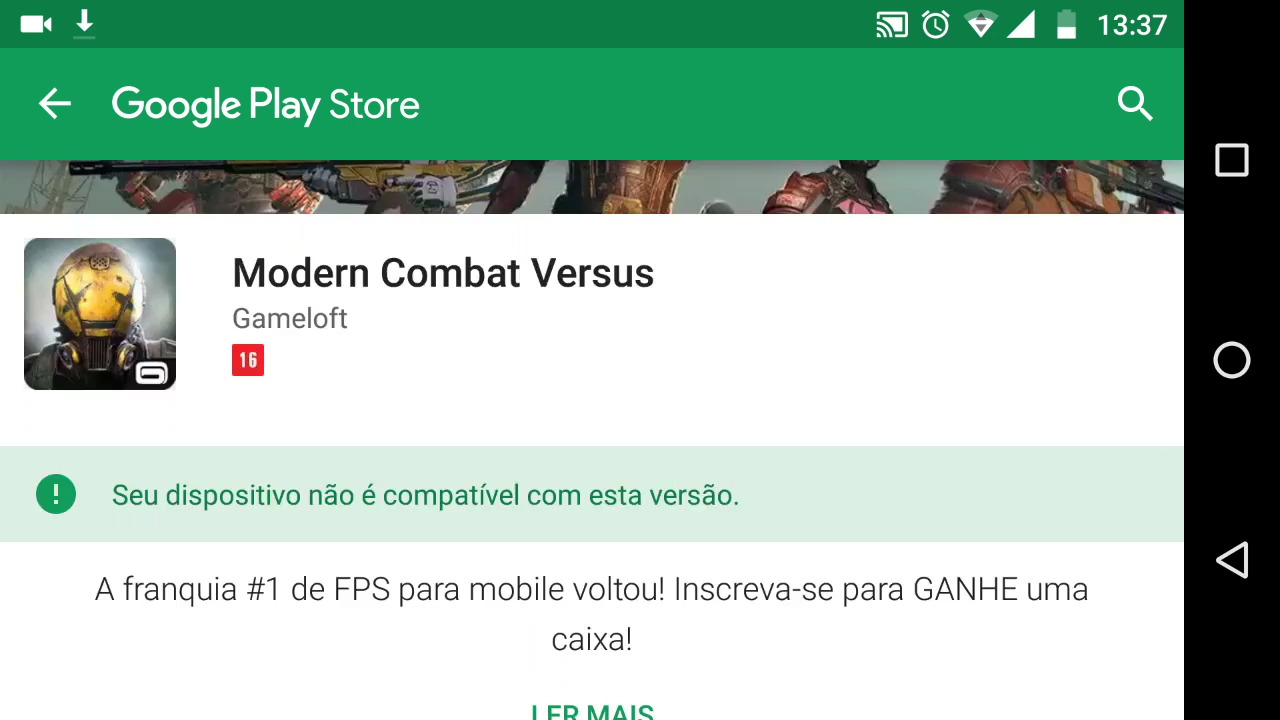 13:37
Google Play Store
Modern Combat Versus
Gameloft
16
Seu dispositivo não é compatível com esta versão.
A franquia #1 de FPS para mobile voltou! Inscreva-se para GANHE uma
caixa!
LER MAIS